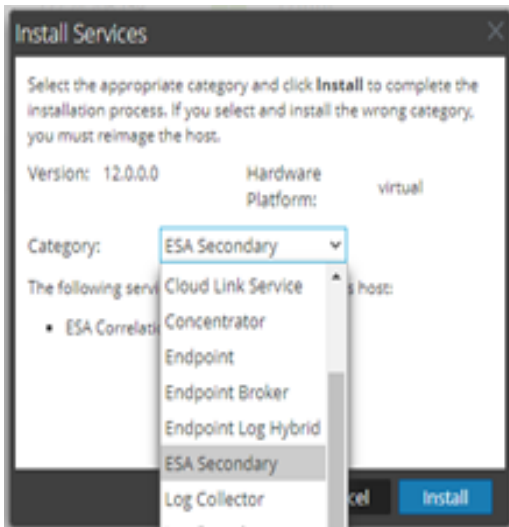 Install Services
Select the appropriate category and click Install to complete the
installation process. If you select and install the wrong category,
you must reimage the host.
Version: 12.0.0.0
Hardware
Platform:
virtual
Category:
ESA Secondary
The following
host:
ESA
Cloud Link Service
Concentrator
Endpoint
Endpoint Broker
Endpoint Log Hybrid
ESA Secondary
Log Collector
Install